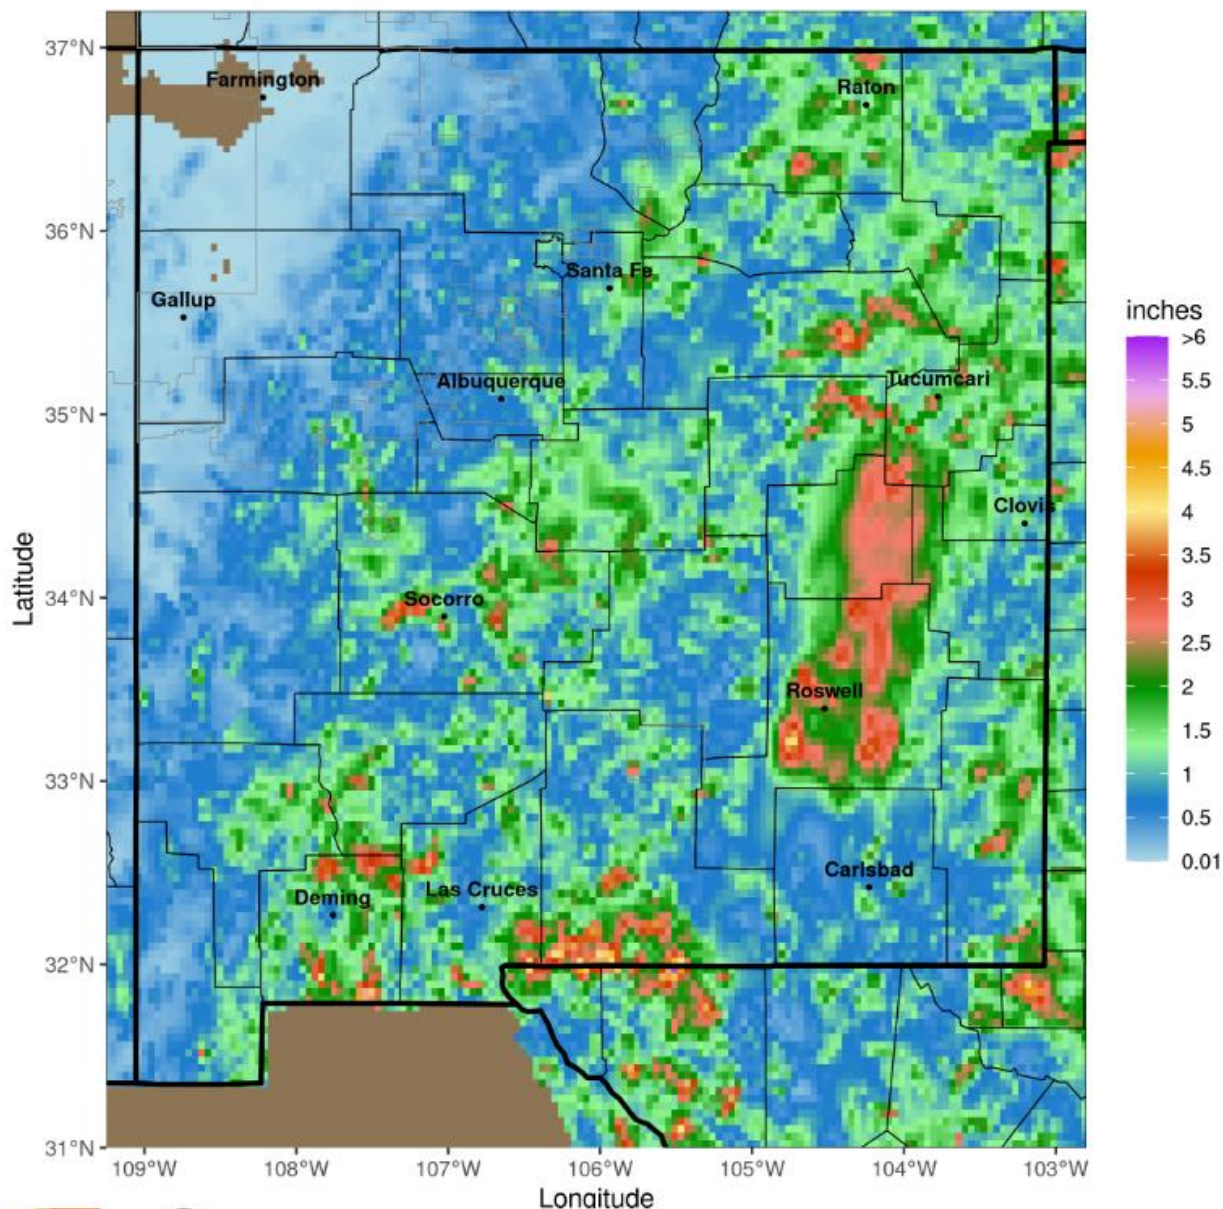 37°N
Farmington
Raton
36°N
Santa Fe
Gallup
inches
>6
5.5
Albuquerque
Tucumcari
35°N
5
4.5
Clovis
4
3.5
Latitude
34°N
Socorro
3
2.5
Roswell
2
1.5
33°N
1
0.5
Carlsbad
0.01
Deming
Las Cruces
32°N
31°N
109°W 108°W 107°W 106°W 105°W 104°W 103°W
Longitude